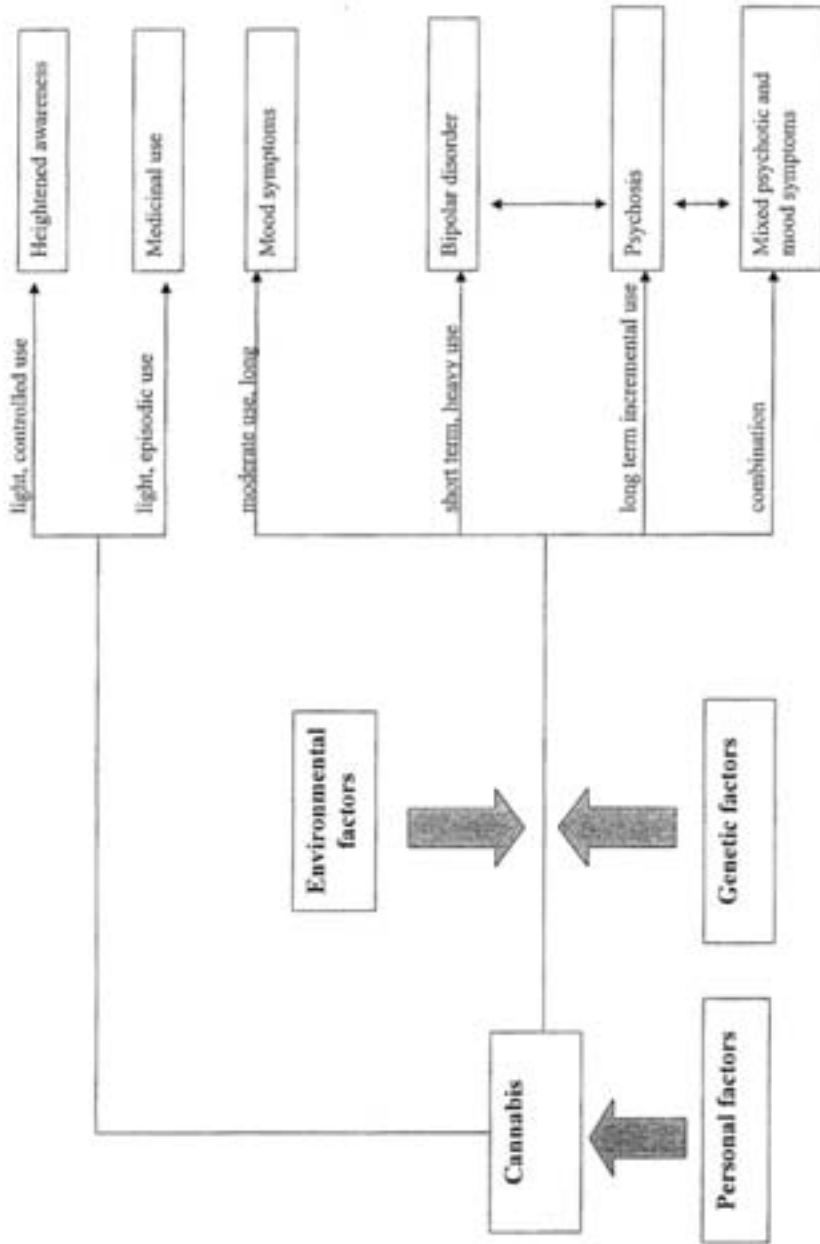 Heightened awareness
light, controlled use
Medicinal use
light, episodic use
Mood symptoms
moderate use, long
Bipolar disorder
short term, heavy use
Psychosis
long term incremental use
Mixed psychotic and
mood symptoms
combination
Environmental
factors
Cannabis
Personal factors
Genetic factors